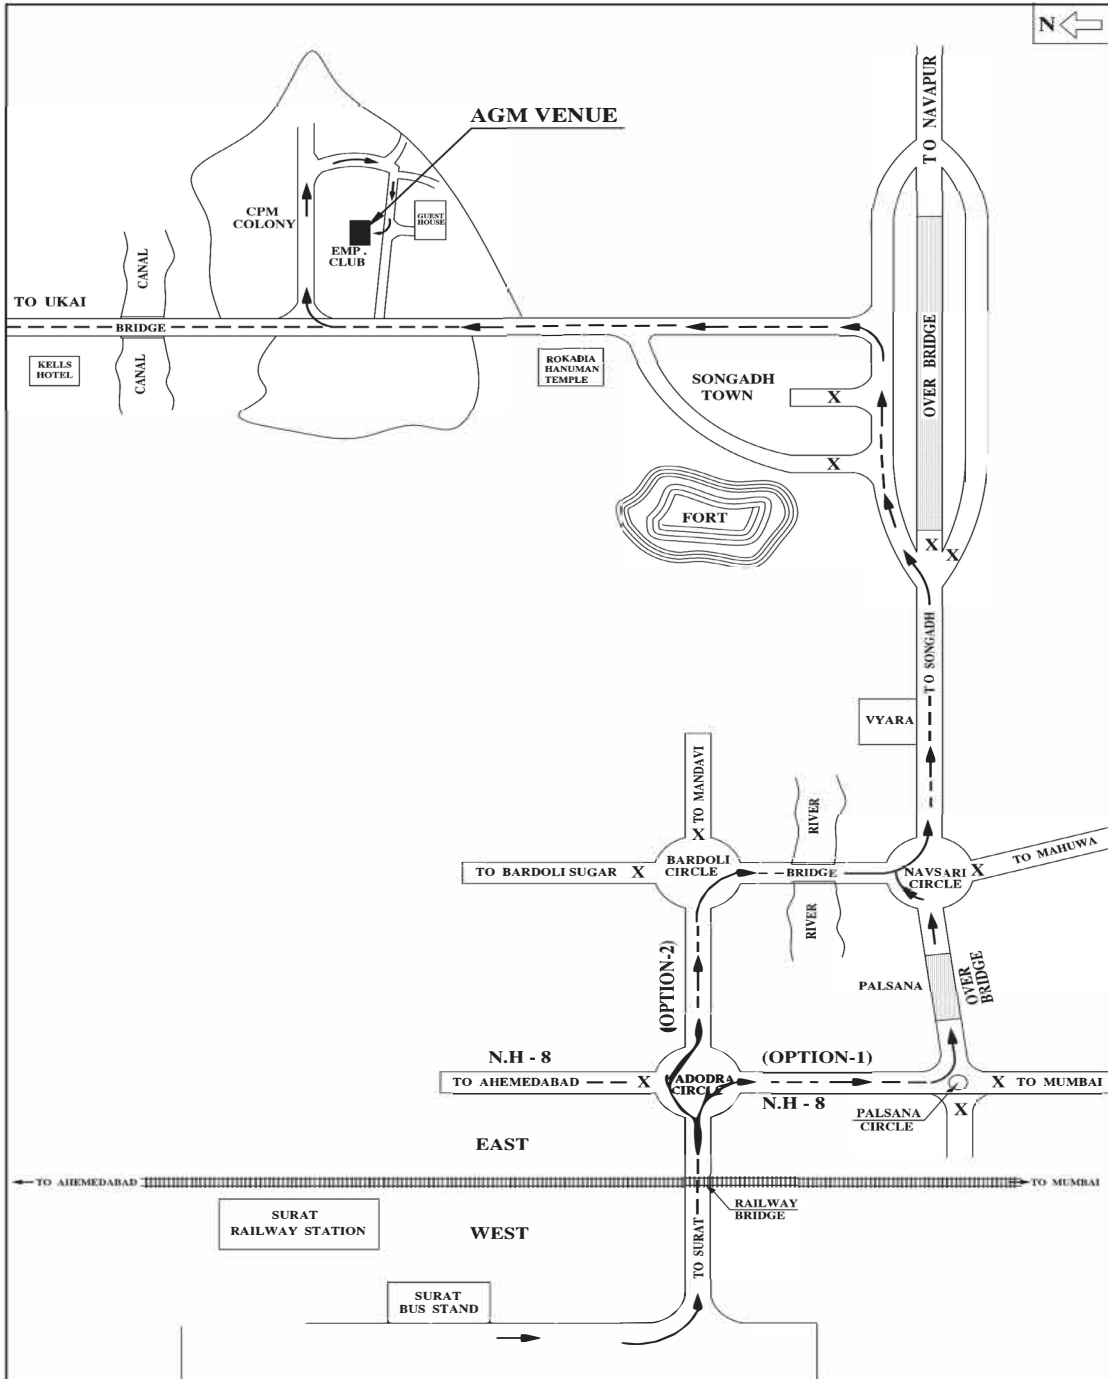 N
TO NAVAPUR
AGM VENUE
CPM
COLONY
GUEST
HOUSE
EMP.
CLUB
CANAL
TO UKAI
BRIDGE
KELLS
HOTEL
CANAL
ROKADIA
HANUMAN
TEMPLE
SONGADH
TOWN
X
X
OVER BRIDGE
FORT
X
X
TO SONGADH
VYARA
TO MANDAVI
X
RIVER
BARDOLI
CIRCLE
TO BARDOLI SUGAR
X
BRIDGE
NAVSARI
CIRCLE
X
TO MAHUWA
RIVER
(OPTION-2)
PALSANA
OVER
BRIDGE
N.H - 8
(OPTION-1)
TO AHEMEDABAD
X
ADODRA
CIRCLE
X
TO MUMBAI
N.H - 8
PALSANA
CIRCLE
X
EAST
TO AHEMEDABAD
TO MUMBAI
RAILWAY
BRIDGE
SURAT
RAILWAY STATION
WEST
TO SURAT
SURAT
BUS STAND